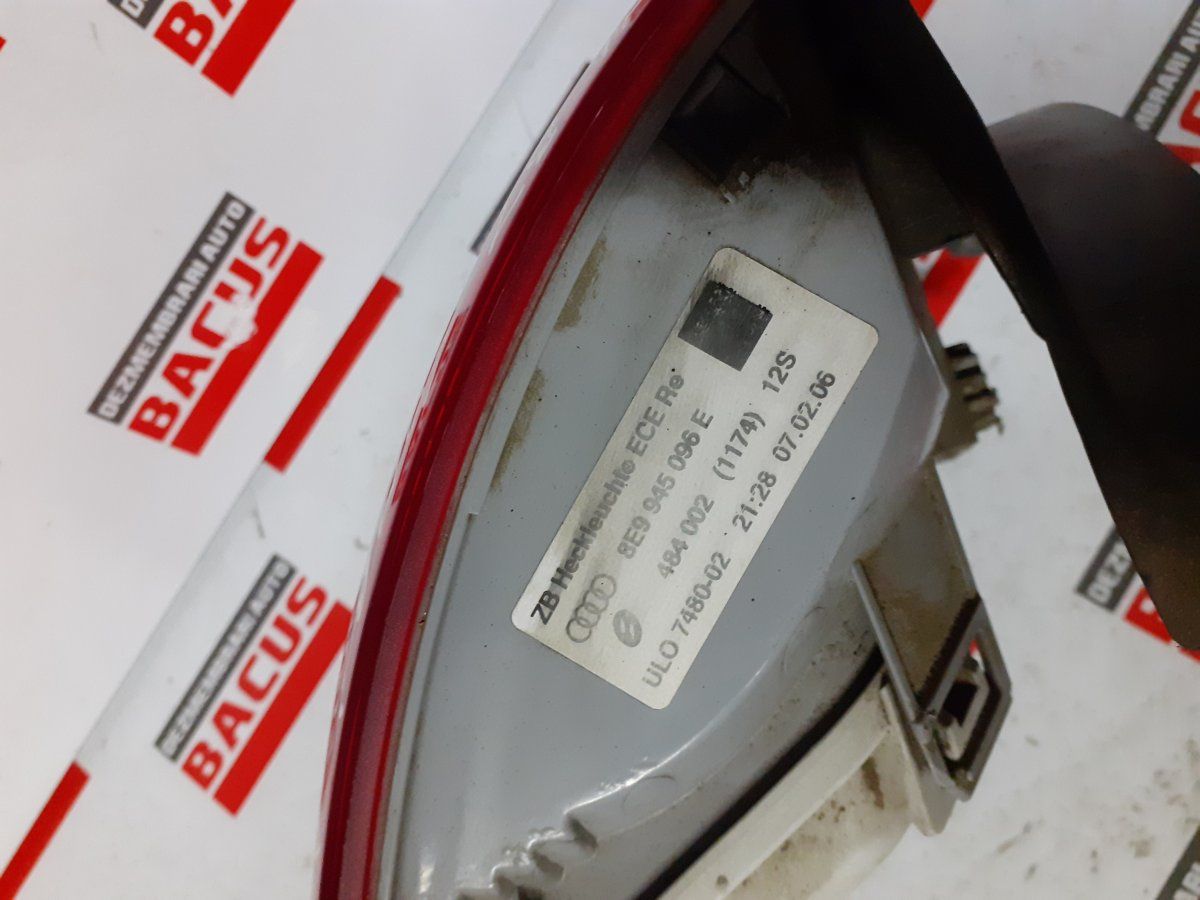 DEZMEMBRARI AUTO
BACUS
DEZMEMBRARI AUTO
BACUS
ZB Heckleuchte ECE Re
8E9 945 096 E
484 002 (1174) 12S
ULO 7480-02 21:28 07.02.06